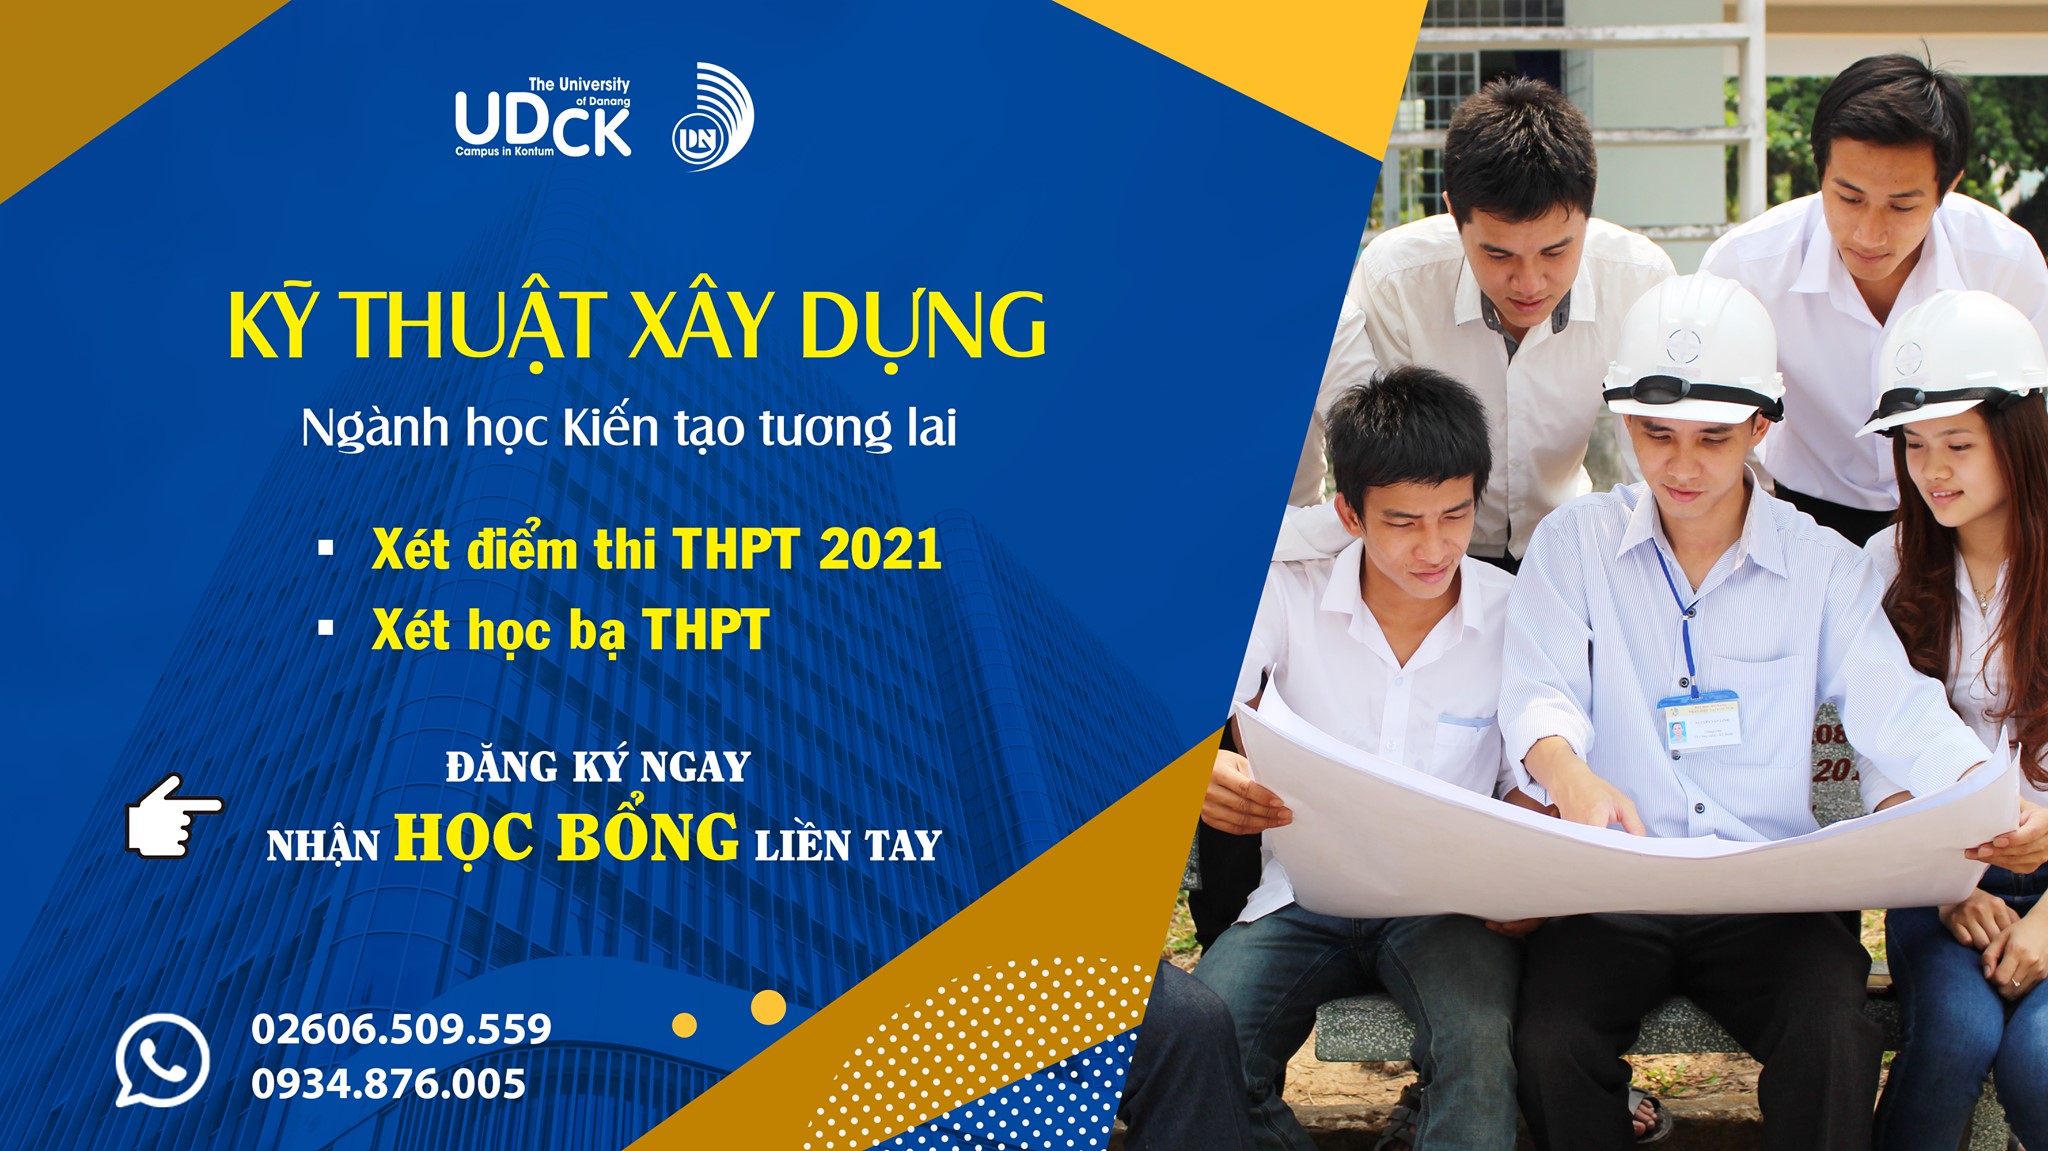 The University
of Danang
UDCK
Campus in Kontum
DN
KỸ THUẬT XÂY DỰNG
Ngành học Kiến tạo tương lai
▪ Xét điểm thi THPT 2021
▪ Xét học bạ THPT
ĐĂNG KÝ NGAY
NHẬN HỌC BỔNG LIỀN TAY
02606.509.559
0934.876.005